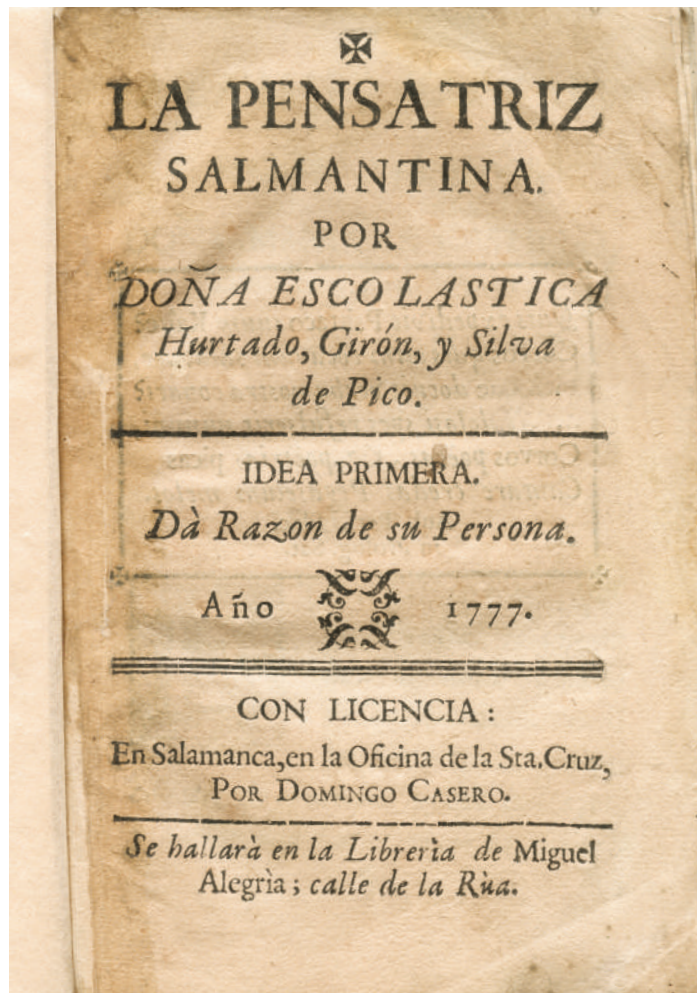 LA PENSATRIZ
SALMANTINA.
POR
DOÑA ESCOLASTICA
Hurtado, Girón, y Silva
de Pico.
IDEA PRIMERA.
Dà Razon de su Persona.
Año 1777.
CON LICENCIA:
En Salamanca, en la Oficina de la Sta. Cruz,
POR DOMINGO CASERO.
Se hallarà en la Librerìa de Miguel
Alegrìa; calle de la Rùa.